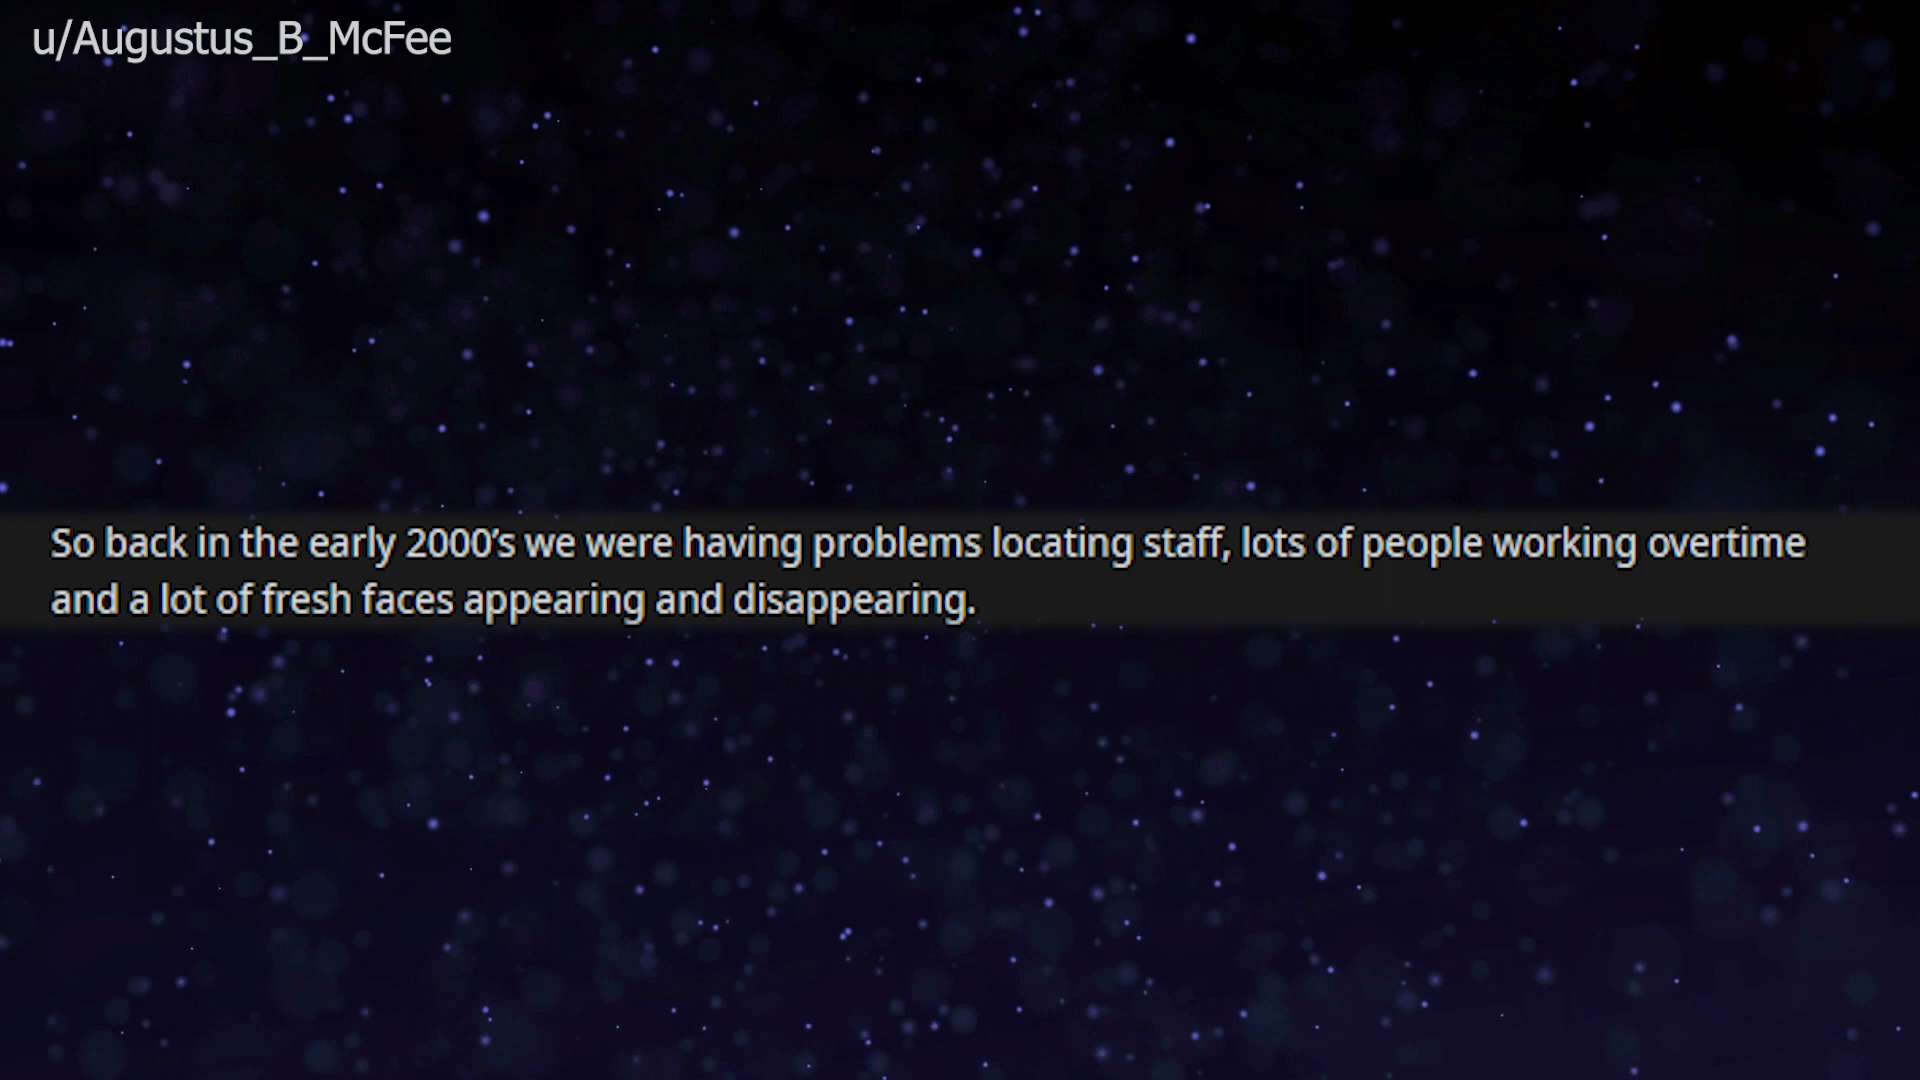 u/Augustus_B_McFee
So back in the early 2000’s we were having problems locating staff, lots of people working overtime
and a lot of fresh faces appearing and disappearing.